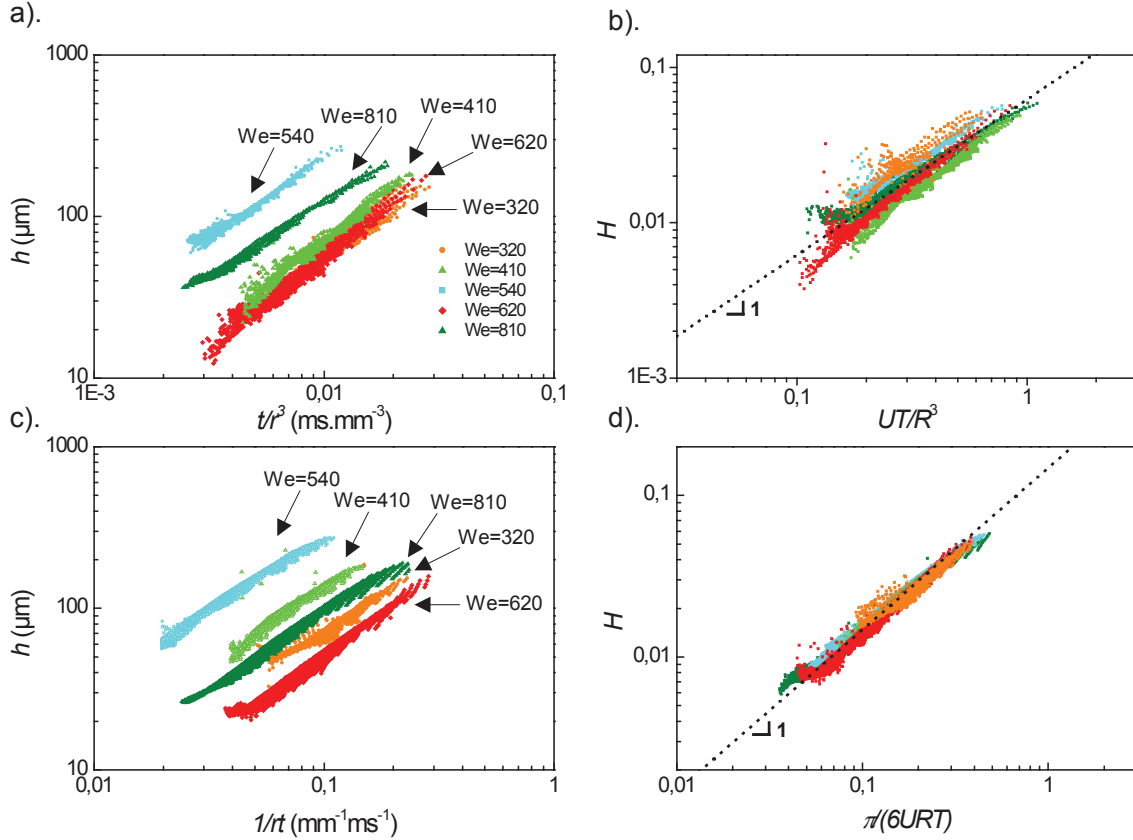 a).
1000
We=410
We=810
We=540
We=620
100
We=320
h (μm)
We=320
We=410
We=540
We=620
We=810
10
1E-3
0,01
0,1
t/r³ (ms.mm⁻³)
b).
0,1
H
0,01
1
1E-3
0,1
1
UT/R³
c).
1000
We=540
We=410
We=810
We=320
We=620
100
h (μm)
10
0,01
0,1
1
1/rt (mm⁻¹ms⁻¹)
d).
0,1
H
0,01
1
0,01
0,1
1
π/(6URT)